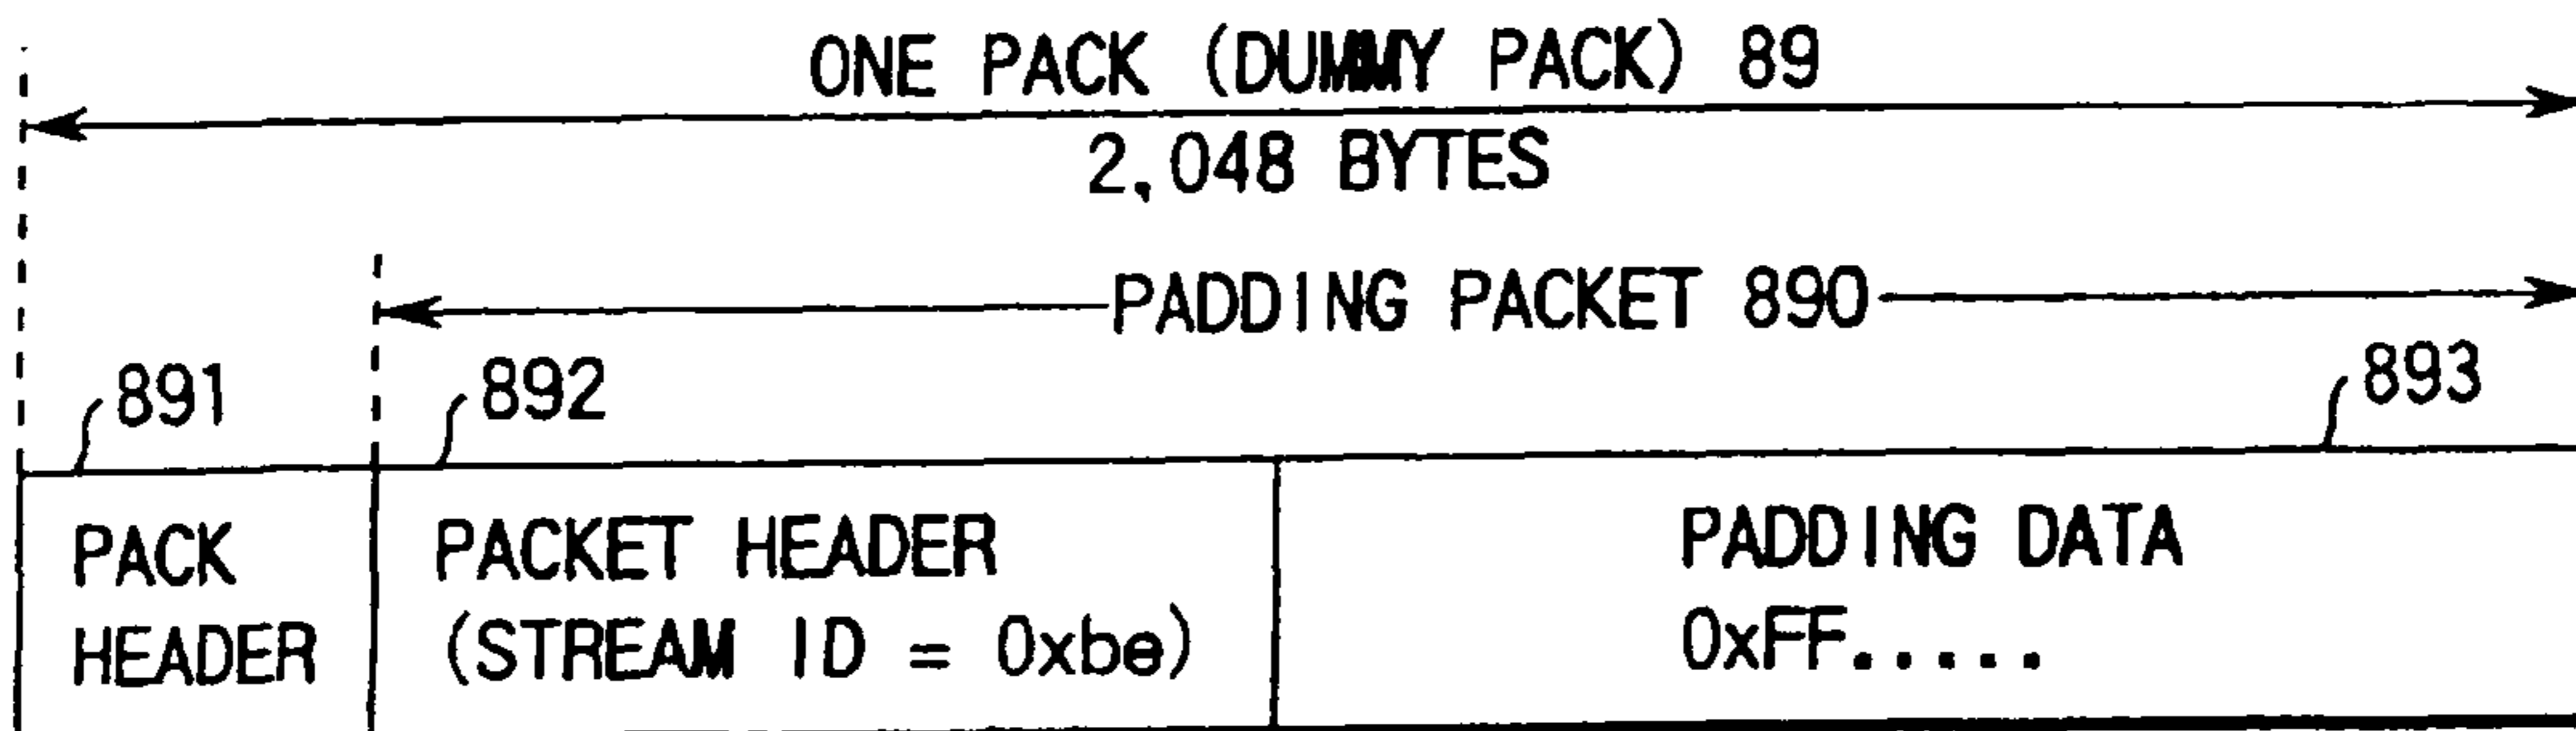 ONE PACK (DUMMY PACK) 89
2,048 BYTES
PADDING PACKET 890
891
892
893
PACK
HEADER
PACKET HEADER
(STREAM ID = 0xbe)
PADDING DATA
0xFF.....